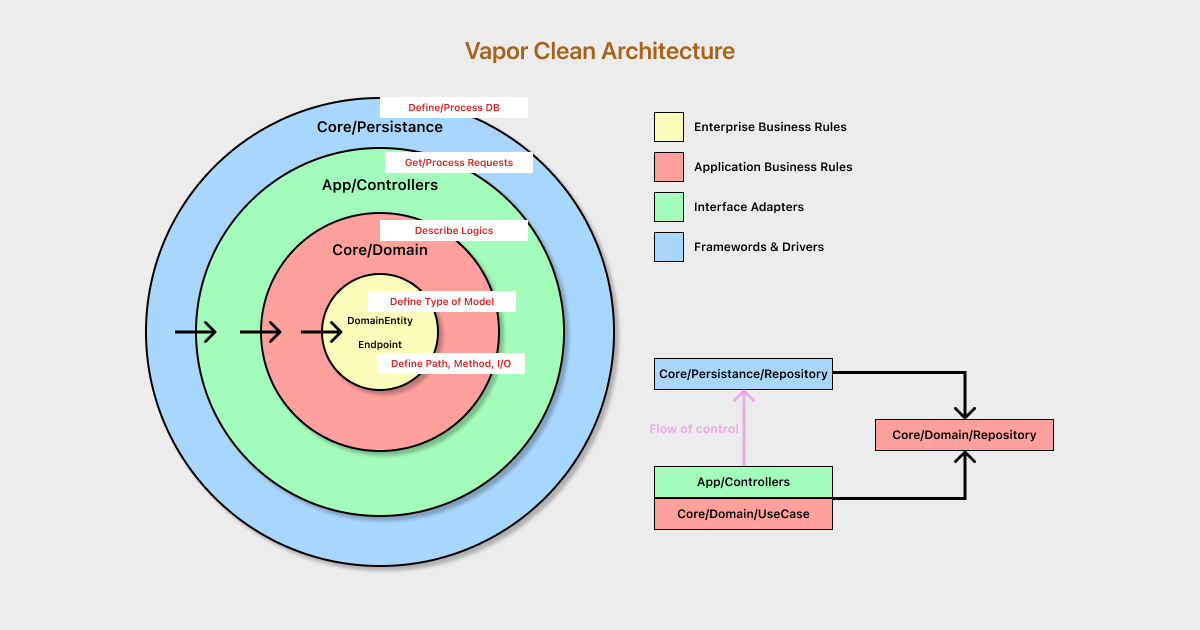 Vapor Clean Architecture
Define/Process DB
Core/Persistance
Get/Process Requests
App/Controllers
Describe Logics
Core/Domain
Define Type of Model
DomainEntity
Endpoint
Define Path, Method, I/O
Enterprise Business Rules
Application Business Rules
Interface Adapters
Framewords & Drivers
Core/Persistance/Repository
Flow of control
Core/Domain/Repository
App/Controllers
Core/Domain/UseCase